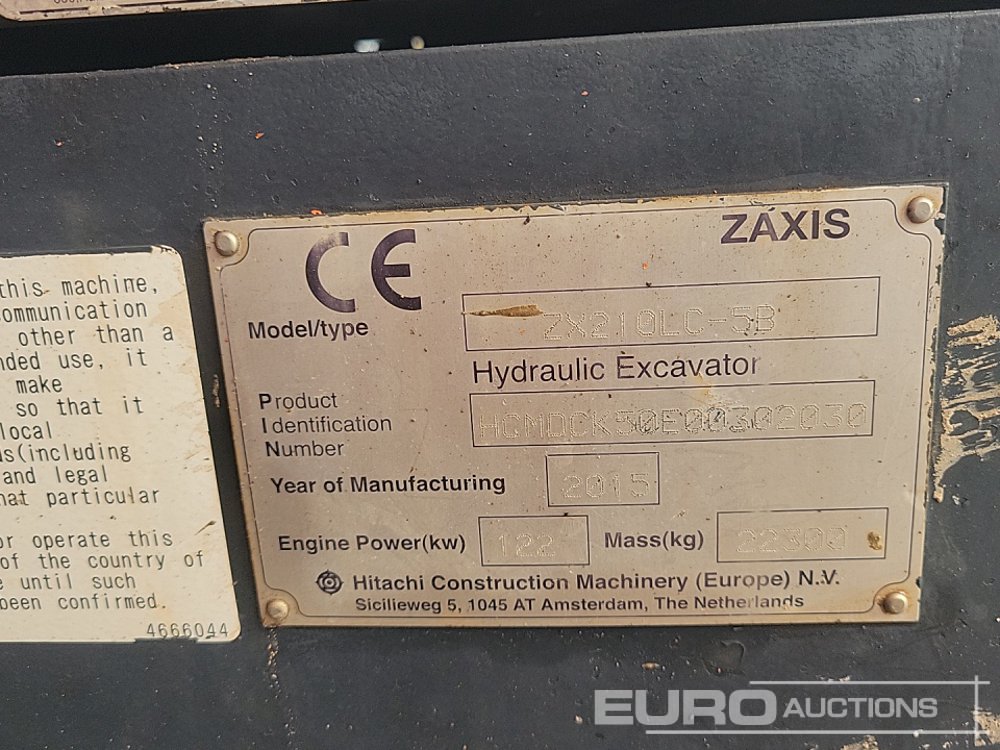 this machine,
communication
other than a
nded use, it
make
so that it
local
ds(including
and legal
hat particular
or operate this
of the country of
e until such
been confirmed.
4666044
CE
ZAXIS
Model/type ZX210LC-5B
Hydraulic Excavator
Product
Identification HCMDCK50E00302030
Number
Year of Manufacturing 2015
Engine Power(kw) 122 Mass(kg) 22300
Hitachi Construction Machinery (Europe) N.V.
Sicilieweg 5, 1045 AT Amsterdam, The Netherlands
EURO AUCTIONS